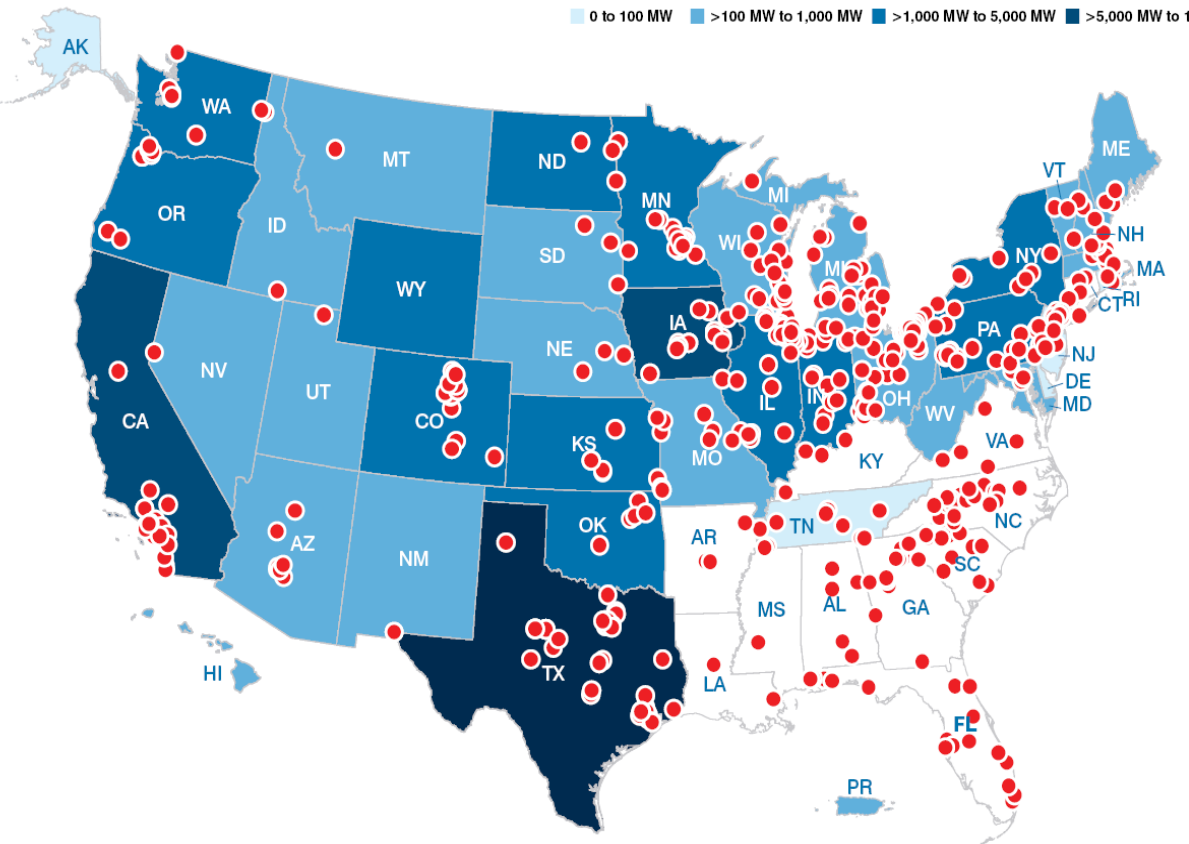 0 to 100 MW >100 MW to 1,000 MW >1,000 MW to 5,000 MW >5,000 MW to 1
AK
WA
MT
ND
MN
MI
VT
ME
OR
ID
SD
WI
MI
NY
NH
MA
WY
CT RI
IA
PA
NE
NJ
NV
UT
IL
IN
OH
DE
CA
CO
WV
MD
KS
MO
KY
VA
OK
AR
TN
NC
AZ
NM
SC
MS
AL
GA
HI
TX
LA
FL
PR